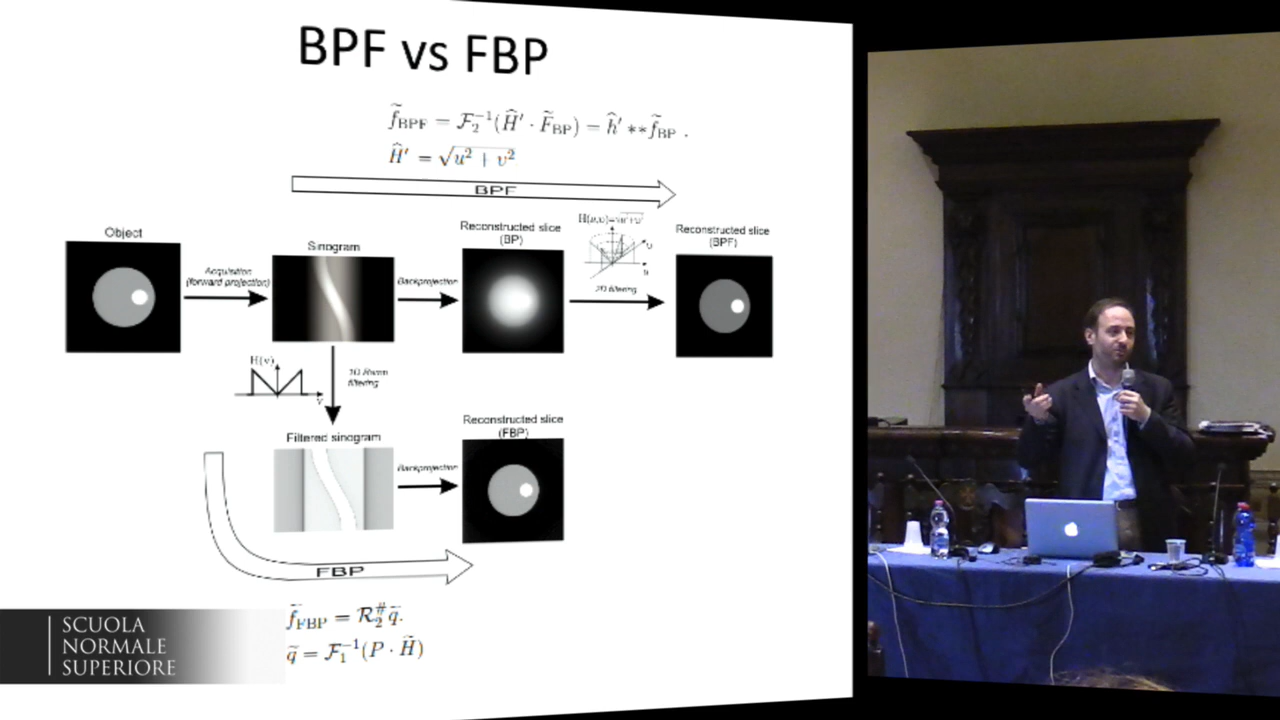 BPF vs FBP
f̃_BPF = F₂⁻¹(Ĥ′ · F̃_BP) = ĥ′ ** f̃_BP .
Ĥ′ = √u² + v²
BPF
Object
Acquisition
(forward projection)
Sinogram
Backprojection
Reconstructed slice
(BP)
2D filtering
Reconstructed slice
(BPF)
H(ν)
ν
1D Ramp
filtering
Filtered sinogram
Backprojection
Reconstructed slice
(FBP)
FBP
f̃_FBP = R₂^# q̃.
q̃ = F₁⁻¹(P · H̃)
SCUOLA
NORMALE
SUPERIORE